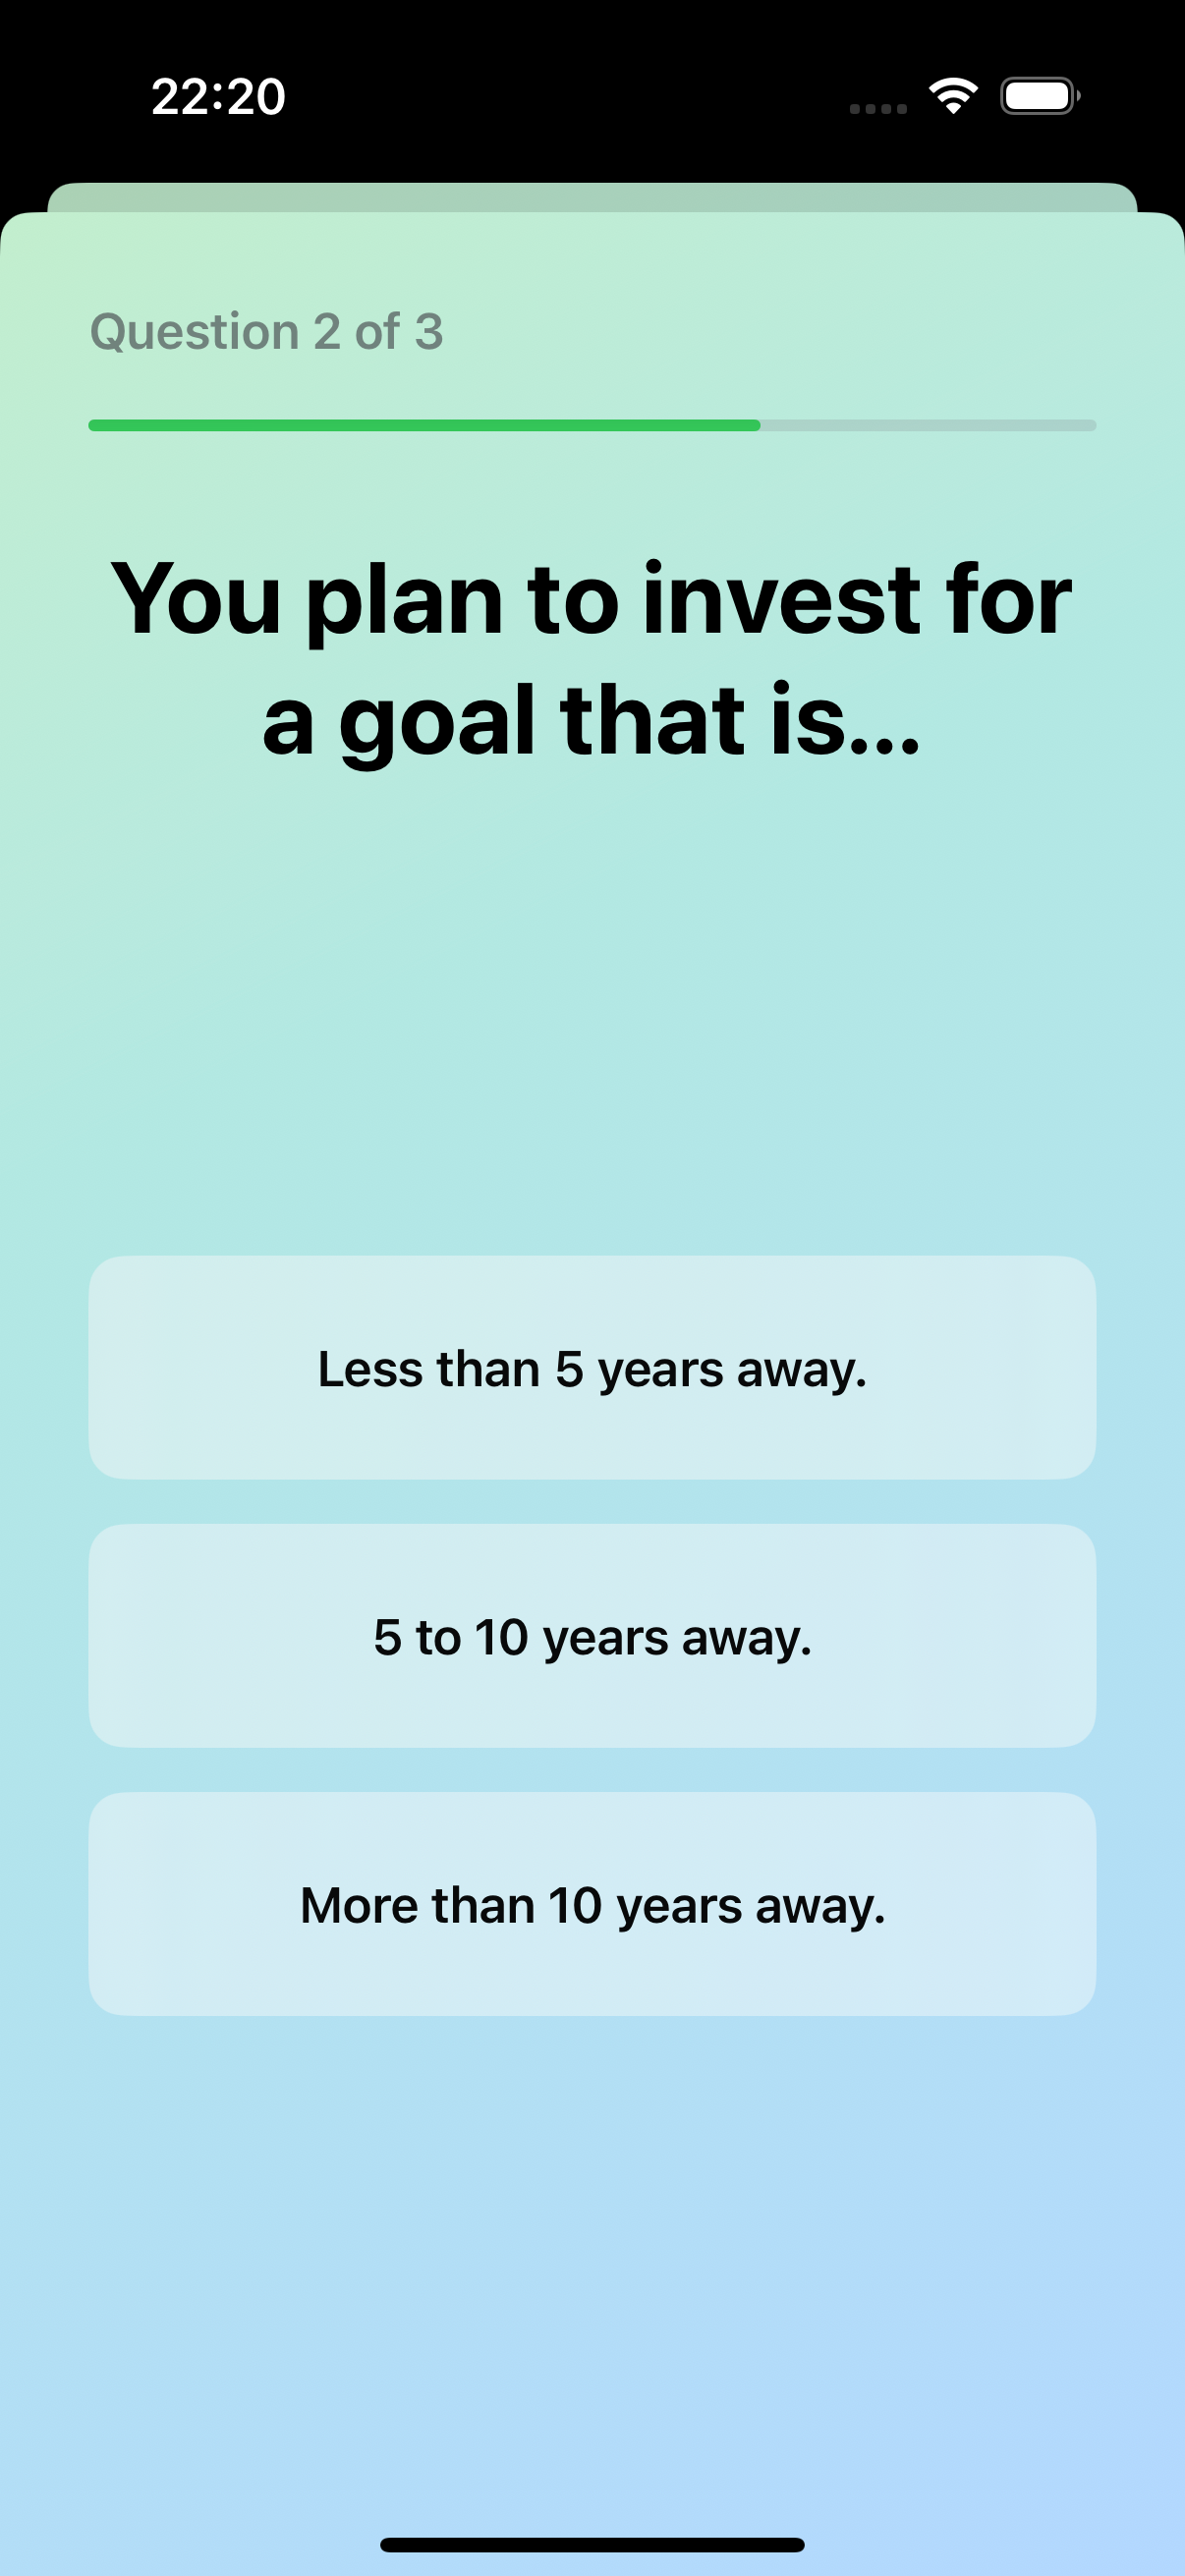 22:20
Question 2 of 3
You plan to invest for
a goal that is...
Less than 5 years away.
5 to 10 years away.
More than 10 years away.